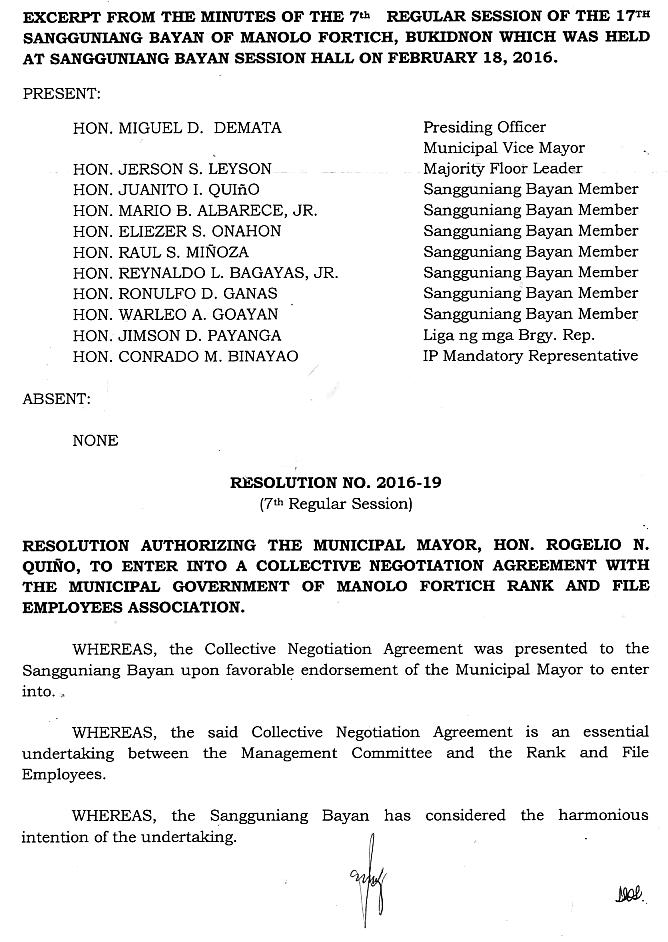 EXCERPT FROM THE MINUTES OF THE 7th REGULAR SESSION OF THE 17TH
SANGGUNIANG BAYAN OF MANOLO FORTICH, BUKIDNON WHICH WAS HELD
AT SANGGUNIANG BAYAN SESSION HALL ON FEBRUARY 18, 2016.
PRESENT:
HON. MIGUEL D. DEMATA Presiding Officer
Municipal Vice Mayor
HON. JERSON S. LEYSON Majority Floor Leader
HON. JUANITO I. QUIñO Sangguniang Bayan Member
HON. MARIO B. ALBARECE, JR. Sangguniang Bayan Member
HON. ELIEZER S. ONAHON Sangguniang Bayan Member
HON. RAUL S. MIÑOZA Sangguniang Bayan Member
HON. REYNALDO L. BAGAYAS, JR. Sangguniang Bayan Member
HON. RONULFO D. GANAS Sangguniang Bayan Member
HON. WARLEO A. GOAYAN Sangguniang Bayan Member
HON. JIMSON D. PAYANGA Liga ng mga Brgy. Rep.
HON. CONRADO M. BINAYAO IP Mandatory Representative
ABSENT:
NONE
RESOLUTION NO. 2016-19
(7th Regular Session)
RESOLUTION AUTHORIZING THE MUNICIPAL MAYOR, HON. ROGELIO N.
QUIÑO, TO ENTER INTO A COLLECTIVE NEGOTIATION AGREEMENT WITH
THE MUNICIPAL GOVERNMENT OF MANOLO FORTICH RANK AND FILE
EMPLOYEES ASSOCIATION.
WHEREAS, the Collective Negotiation Agreement was presented to the
Sangguniang Bayan upon favorable endorsement of the Municipal Mayor to enter
into.
WHEREAS, the said Collective Negotiation Agreement is an essential
undertaking between the Management Committee and the Rank and File
Employees.
WHEREAS, the Sangguniang Bayan has considered the harmonious
intention of the undertaking.